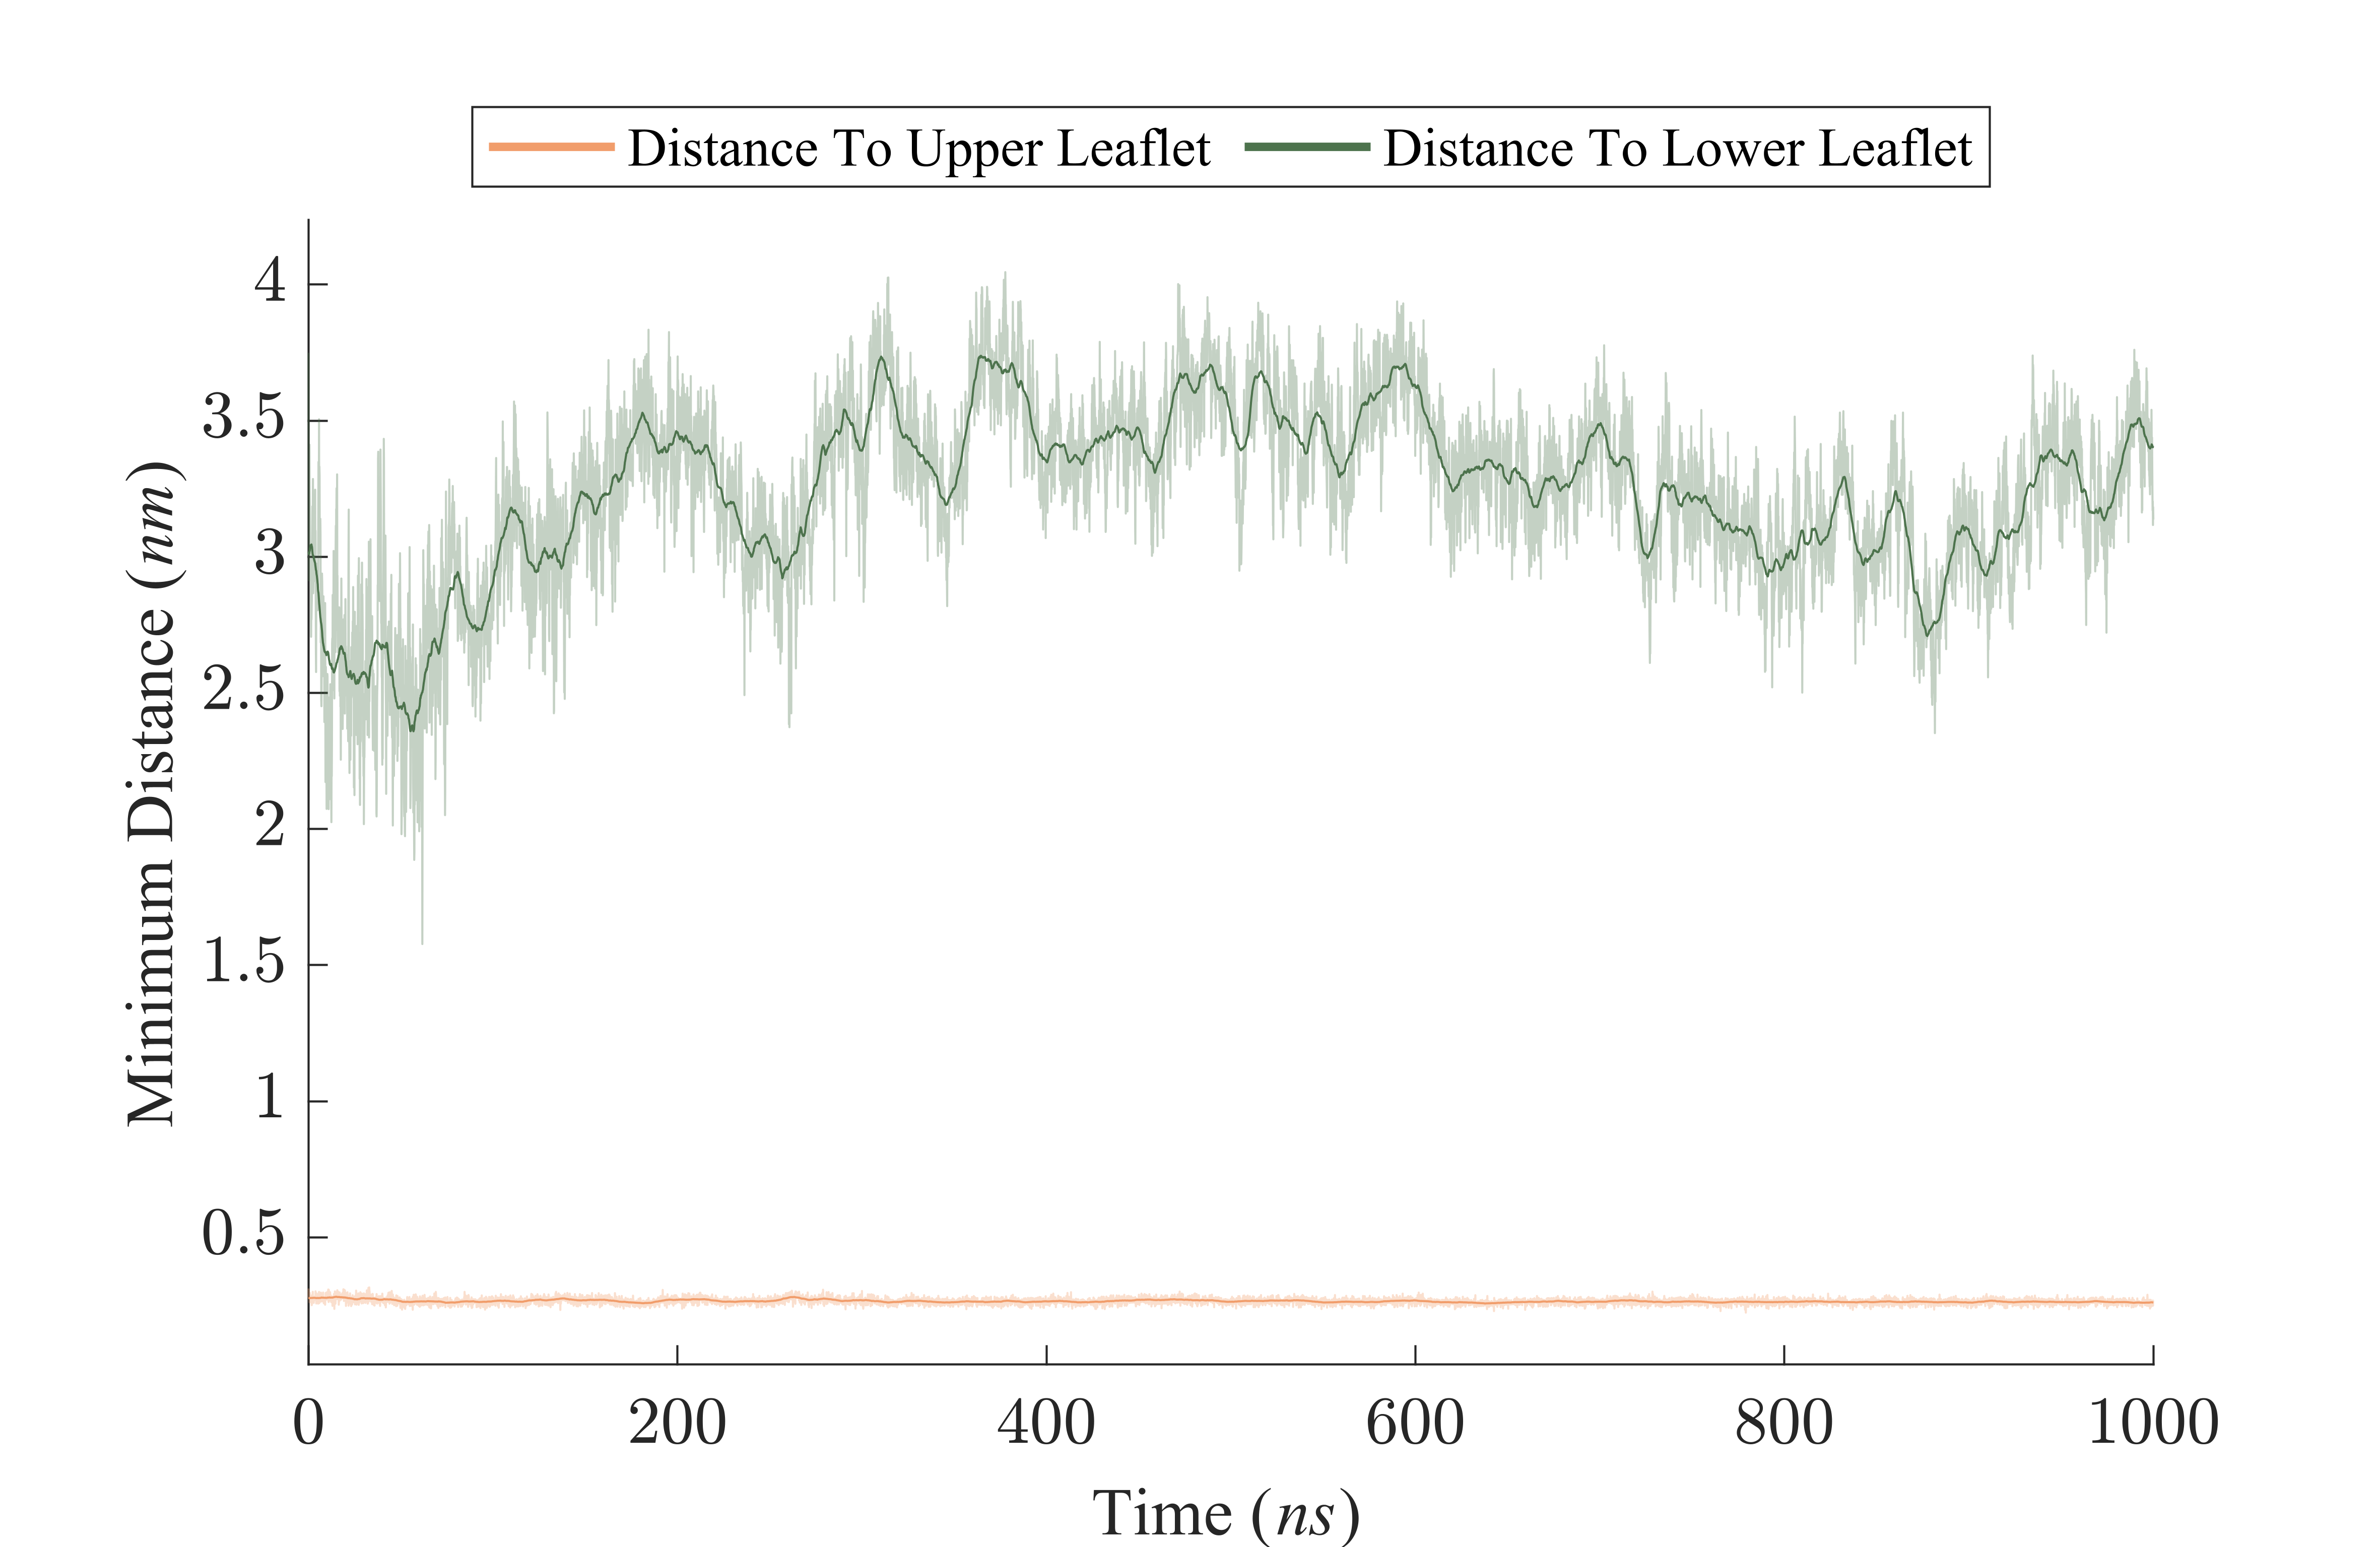 Distance To Upper Leaflet Distance To Lower Leaflet
4
3.5
3
2.5
2
1.5
1
0.5
Minimum Distance (nm)
0 200 400 600 800 1000
Time (ns)